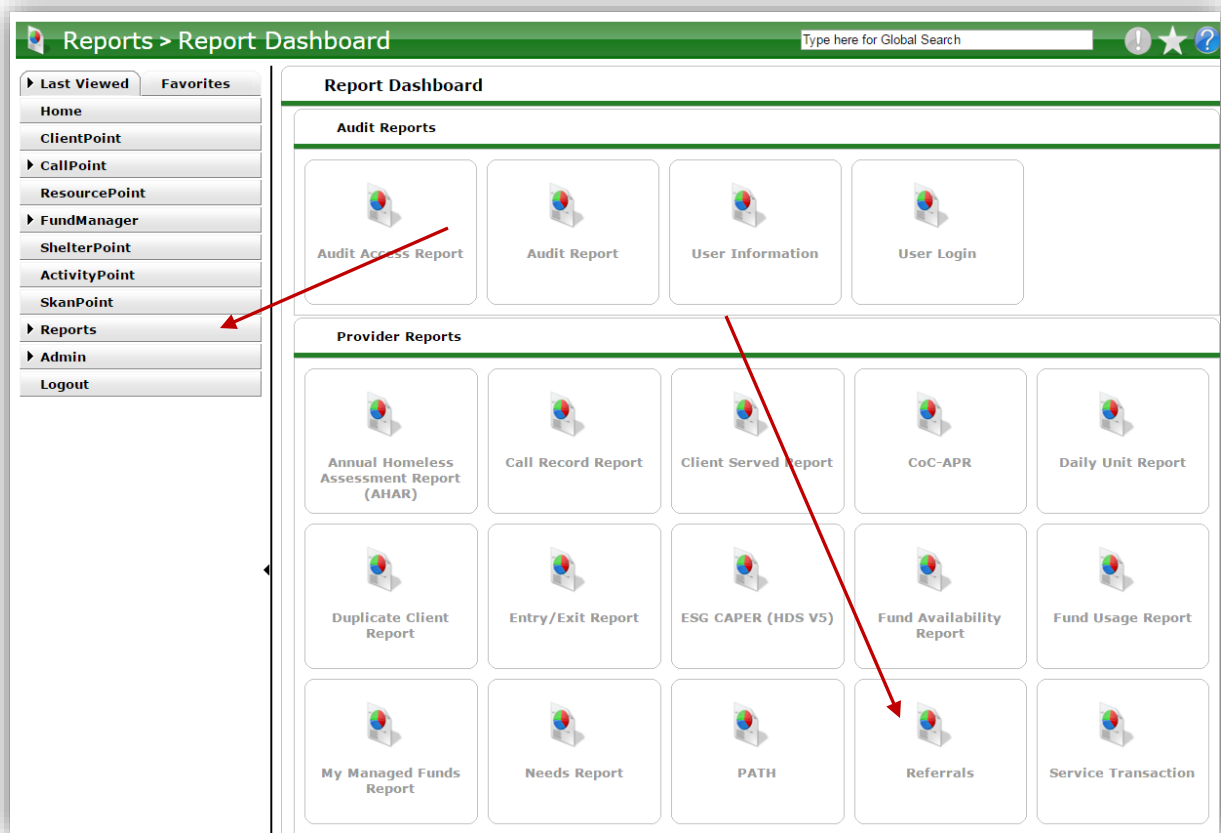 Reports > Report Dashboard
Type here for Global Search
Last Viewed
Favorites
Home
ClientPoint
CallPoint
ResourcePoint
FundManager
ShelterPoint
ActivityPoint
SkanPoint
Reports
Admin
Logout
Report Dashboard
Audit Reports
Audit Access Report
Audit Report
User Information
User Login
Provider Reports
Annual Homeless
Assessment Report
(AHAR)
Call Record Report
Client Served Report
CoC-APR
Daily Unit Report
Duplicate Client
Report
Entry/Exit Report
ESG CAPER (HDS V5)
Fund Availability
Report
Fund Usage Report
My Managed Funds
Report
Needs Report
PATH
Referrals
Service Transaction